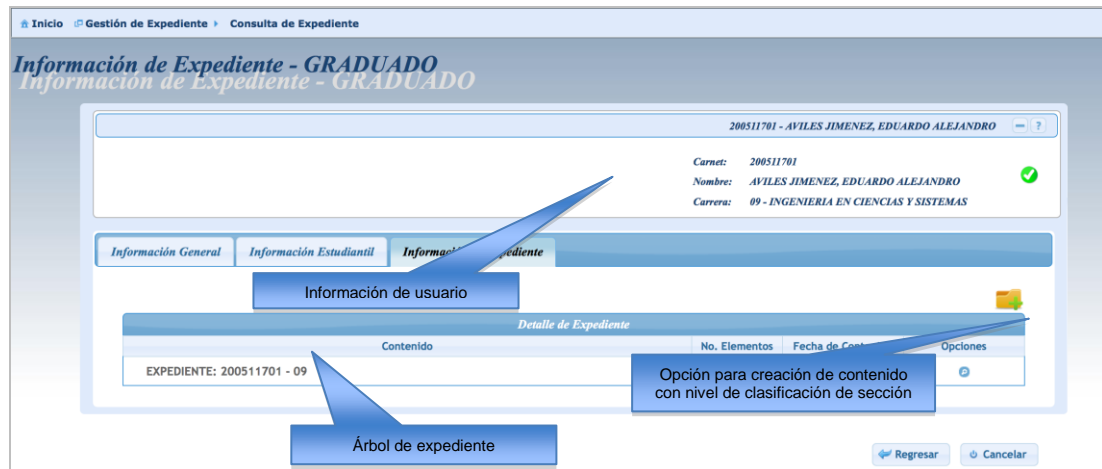 Inicio Gestión de Expediente Consulta de Expediente
Información de Expediente - GRADUADO
200511701 - AVILES JIMENEZ, EDUARDO ALEJANDRO
Carnet: 200511701
Nombre: AVILES JIMENEZ, EDUARDO ALEJANDRO
Carrera: 09 - INGENIERIA EN CIENCIAS Y SISTEMAS
Información General Información Estudiantil
Información de usuario
Detalle de Expediente
Contenido No. Elementos Fecha de Opciones
EXPEDIENTE: 200511701 - 09
Opción para creación de contenido
con nivel de clasificación de sección
Árbol de expediente
Regresar Cancelar